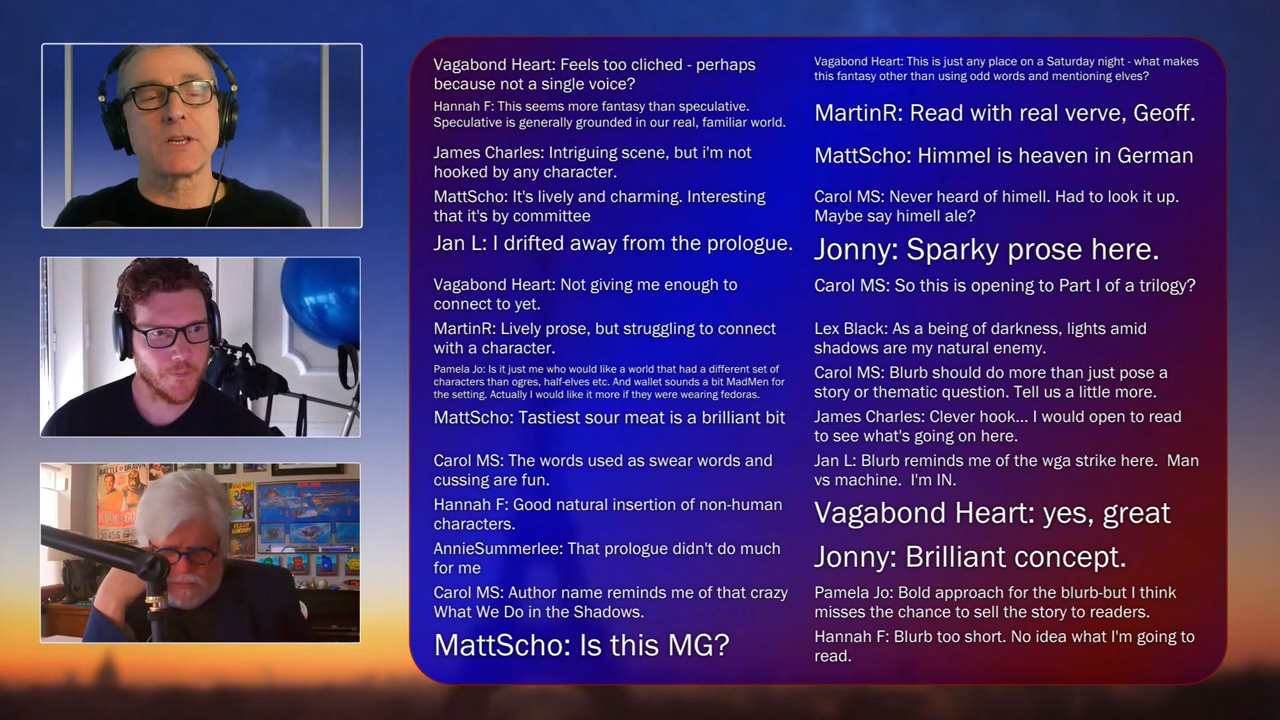 Vagabond Heart: Feels too cliched - perhaps
because not a single voice?
Hannah F: This seems more fantasy than speculative.
Speculative is generally grounded in our real, familiar world.
James Charles: Intriguing scene, but i'm not
hooked by any character.
MattScho: It's lively and charming. Interesting
that it's by committee
Jan L: I drifted away from the prologue.
Vagabond Heart: Not giving me enough to
connect to yet.
MartinR: Lively prose, but struggling to connect
with a character.
Pamela Jo: Is it just me who would like a world that had a different set of
characters than ogres, half-elves etc. And wallet sounds a bit MadMen for
the setting. Actually I would like it more if they were wearing fedoras.
MattScho: Tastiest sour meat is a brilliant bit
Carol MS: The words used as swear words and
cussing are fun.
Hannah F: Good natural insertion of non-human
characters.
AnnieSummerlee: That prologue didn't do much
for me
Carol MS: Author name reminds me of that crazy
What We Do in the Shadows.
MattScho: Is this MG?
Vagabond Heart: This is just any place on a Saturday night - what makes
this fantasy other than using odd words and mentioning elves?
MartinR: Read with real verve, Geoff.
MattScho: Himmel is heaven in German
Carol MS: Never heard of himell. Had to look it up.
Maybe say himell ale?
Jonny: Sparky prose here.
Carol MS: So this is opening to Part I of a trilogy?
Lex Black: As a being of darkness, lights amid
shadows are my natural enemy.
Carol MS: Blurb should do more than just pose a
story or thematic question. Tell us a little more.
James Charles: Clever hook... I would open to read
to see what's going on here.
Jan L: Blurb reminds me of the wga strike here.  Man
vs machine.  I'm IN.
Vagabond Heart: yes, great
Jonny: Brilliant concept.
Pamela Jo: Bold approach for the blurb-but I think
misses the chance to sell the story to readers.
Hannah F: Blurb too short. No idea what I'm going to
read.